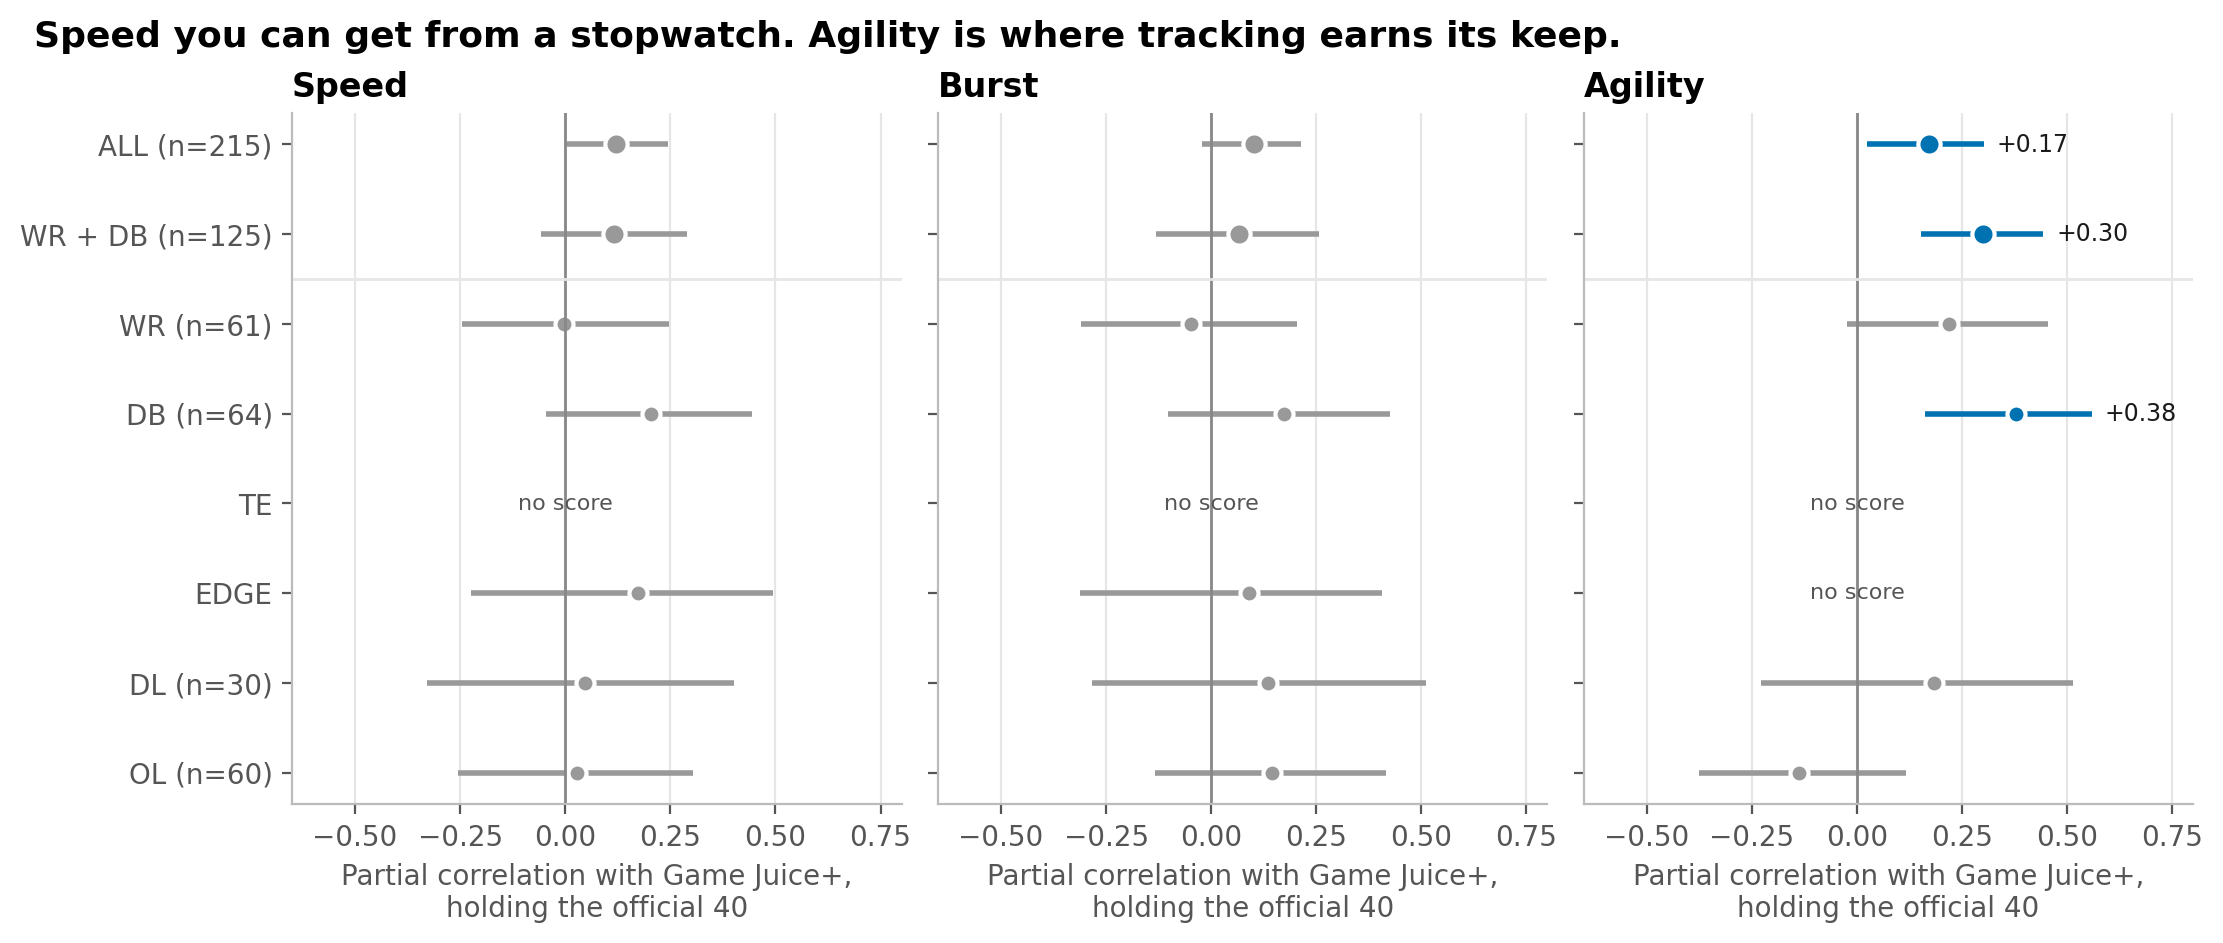 Speed you can get from a stopwatch. Agility is where tracking earns its keep.
Speed
Burst
Agility
ALL (n=215)
+0.17
WR + DB (n=125)
+0.30
WR (n=61)
DB (n=64)
+0.38
TE
no score
no score
no score
EDGE
no score
DL (n=30)
OL (n=60)
−0.50 −0.25 0.00 0.25 0.50 0.75
−0.50 −0.25 0.00 0.25 0.50 0.75
−0.50 −0.25 0.00 0.25 0.50 0.75
Partial correlation with Game Juice+,
holding the official 40
Partial correlation with Game Juice+,
holding the official 40
Partial correlation with Game Juice+,
holding the official 40